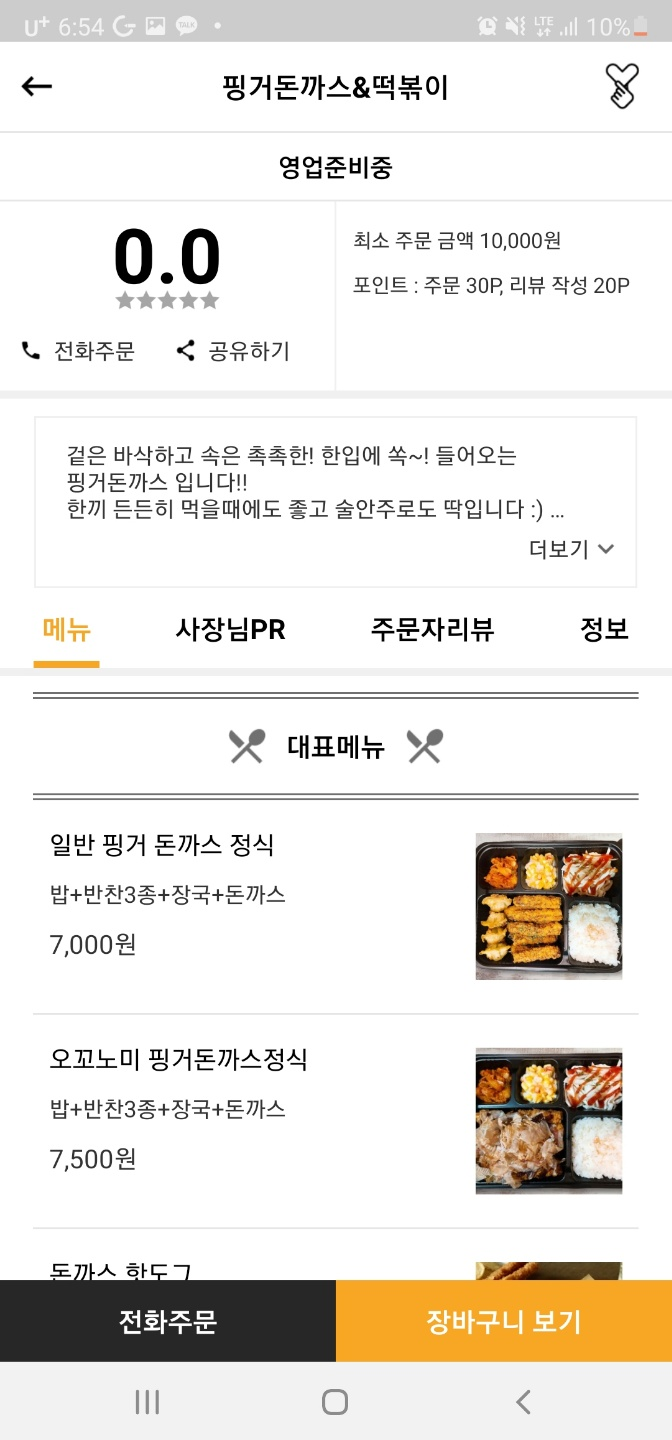 U+ 6:54 TALK LTE 10%
핑거돈까스&떡볶이
영업준비중
0.0
최소 주문 금액 10,000원
포인트 : 주문 30P, 리뷰 작성 20P
전화주문 공유하기
겉은 바삭하고 속은 촉촉한! 한입에 쏙~! 들어오는
핑거돈까스 입니다!!
한끼 든든히 먹을때에도 좋고 술안주로도 딱입니다 :) ...
더보기
메뉴 사장님PR 주문자리뷰 정보
대표메뉴
일반 핑거 돈까스 정식
밥+반찬3종+장국+돈까스
7,000원
오꼬노미 핑거돈까스정식
밥+반찬3종+장국+돈까스
7,500원
돈까스 핫도그
전화주문 장바구니 보기